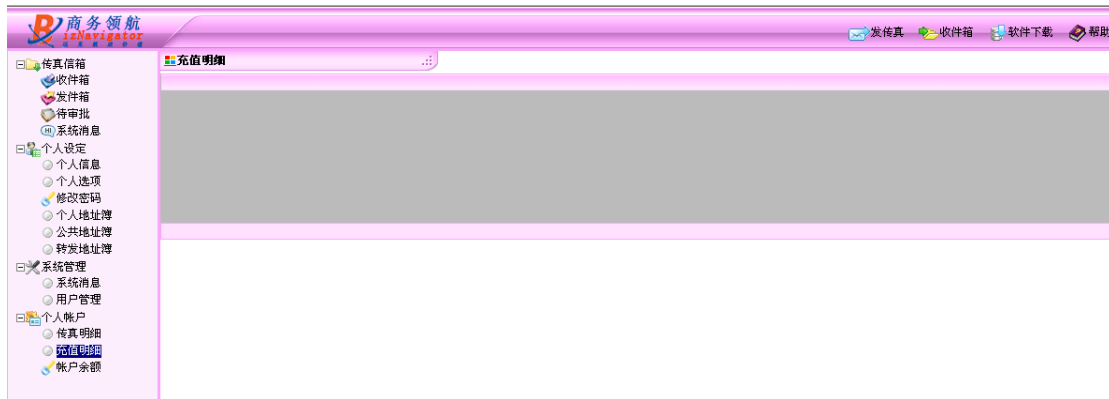 商务领航
izNavigator
发传真 收件箱 软件下载 帮助
充值明细
传真信箱
收件箱
发件箱
待审批
系统消息
个人设定
个人信息
个人选项
修改密码
个人地址簿
公共地址簿
转发地址簿
系统管理
系统消息
用户管理
个人帐户
传真明细
充值明细
帐户余额